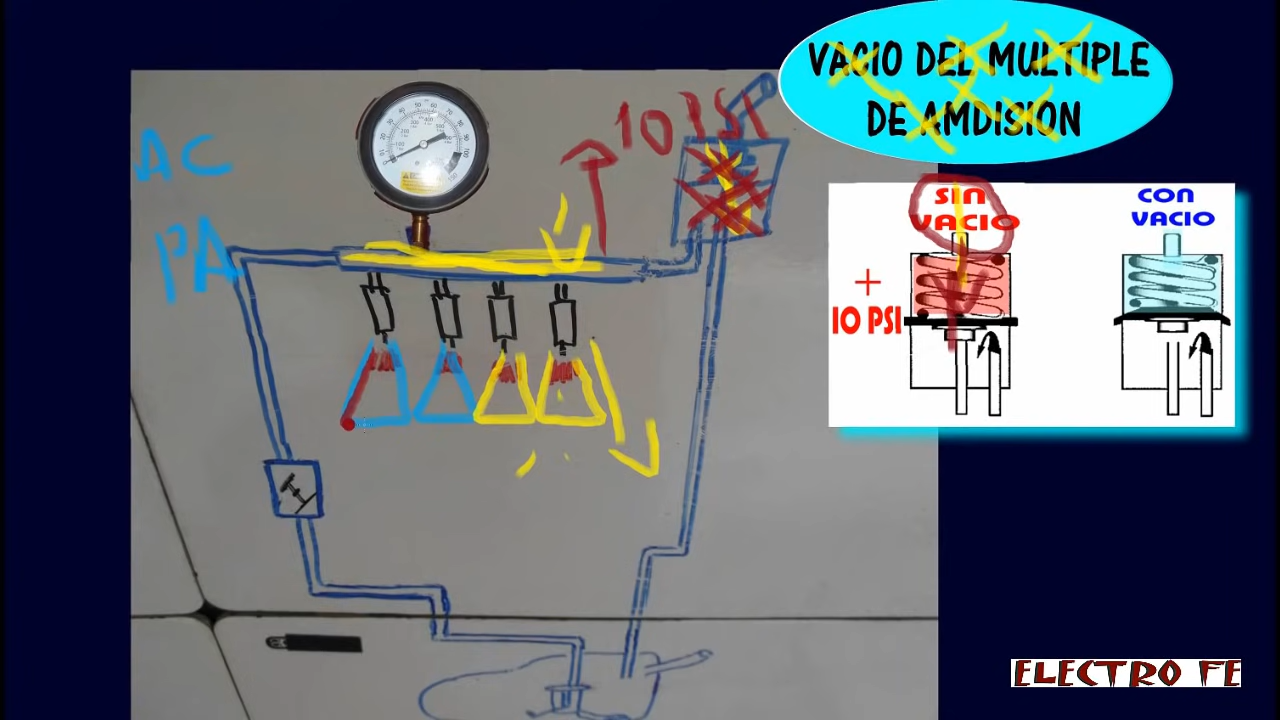 VACIO DEL MULTIPLE
DE AMDISION
10 PSI
AC
PA
SIN
VACIO
CON
VACIO
+
10 PSI
ELECTRO FE